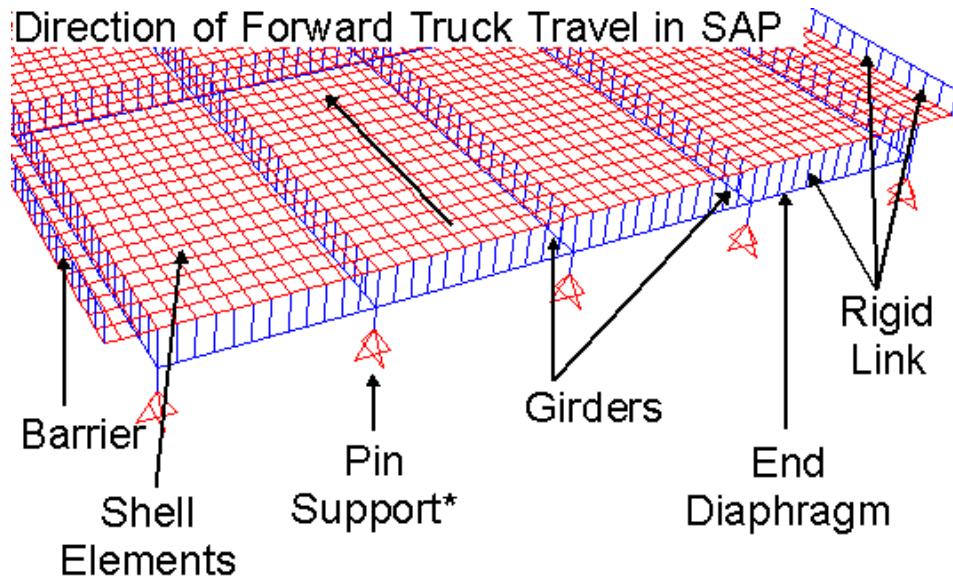 Direction of Forward Truck Travel in SAP
Barrier
Shell
Elements
Pin
Support*
Girders
End
Diaphragm
Rigid
Link